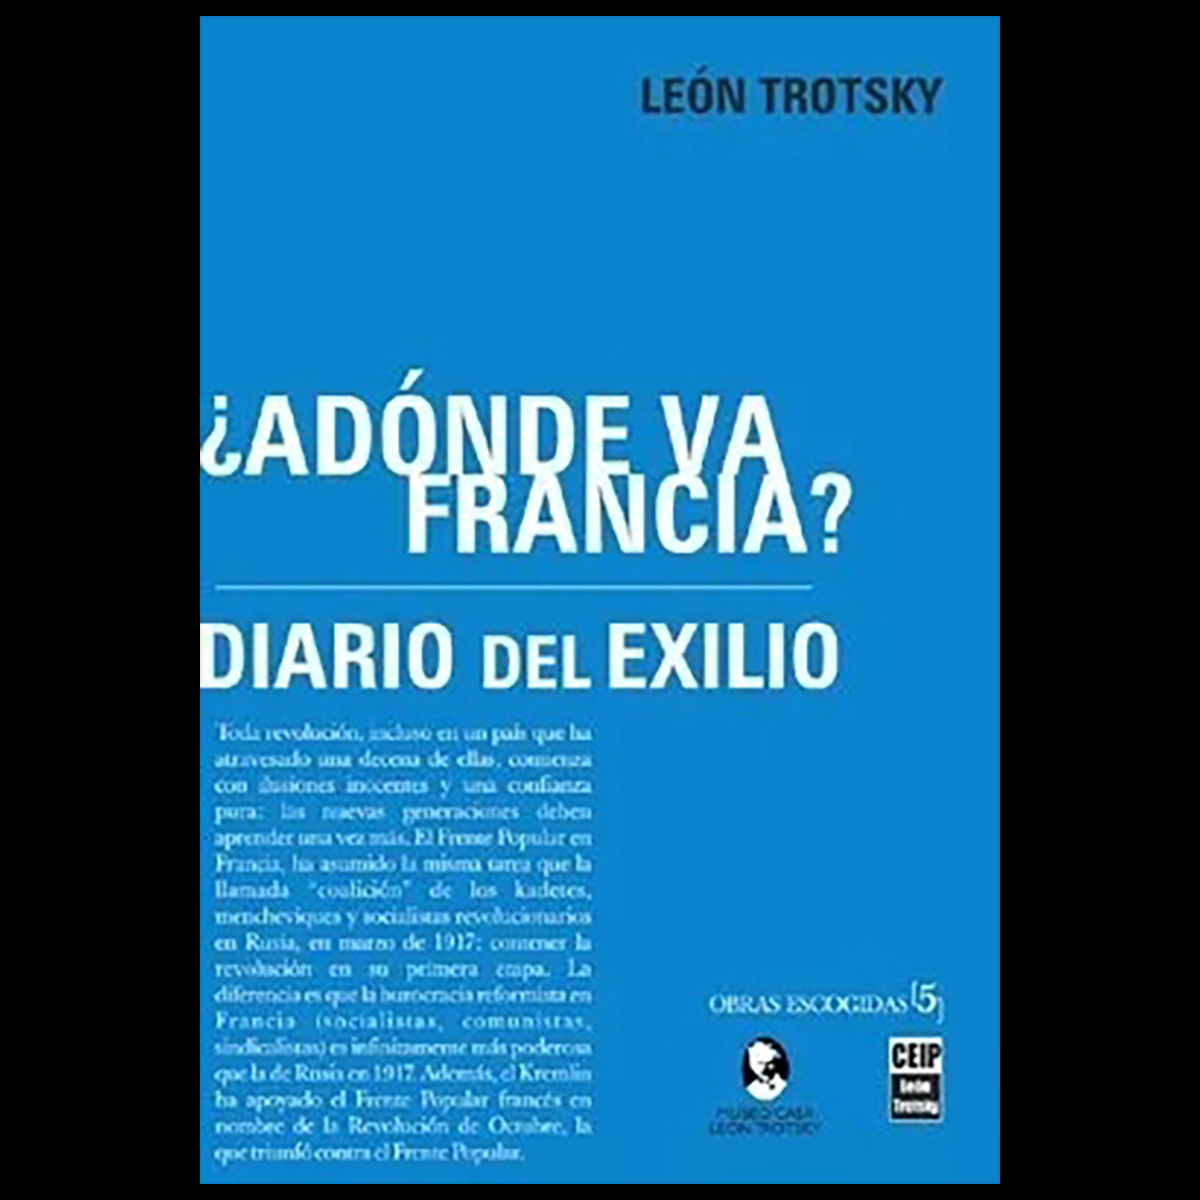 LEÓN TROTSKY
¿ADÓNDE VA
FRANCIA?
DIARIO DEL EXILIO
Toda revolución, incluso en un país que ha
atravesado una decena de ellas, comienza
con ilusiones inocentes y una confianza
pura: las nuevas generaciones deben
aprender una vez más. El Frente Popular en
Francia, ha asumido la misma tarea que la
llamada "coalición" de los kadetes,
mencheviques y socialistas revolucionarios
en Rusia, en marzo de 1917: contener la
revolución en su primera etapa. La
diferencia es que la burocracia reformista en
Francia (socialistas, comunistas,
sindicalistas) es infinitamente más poderosa
que la de Rusia en 1917. Además, el Kremlin
ha apoyado el Frente Popular francés en
nombre de la Revolución de Octubre, la
que triunfó contra el Frente Popular.
OBRAS ESCOGIDAS [5]
MUSEO CASA
LEÓN TROTSKY
CEIP
León
Trotsky